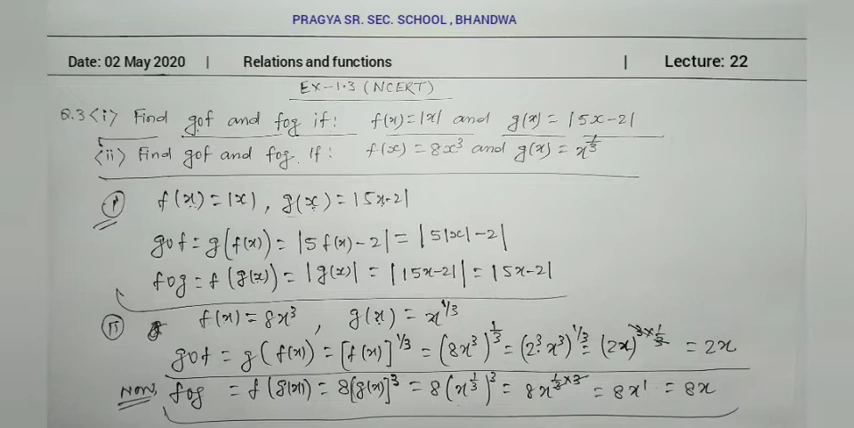 PRAGYA SR. SEC. SCHOOL , BHANDWA
Date: 02 May 2020 | Relations and functions | Lecture: 22
EX-1.3 (NCERT)
Q.3 <i> Find gof and fog if: f(x)=|x| and g(x)=|5x-2|
<ii> Find gof and fog. if: f(x)=8x³ and g(x)=x^1/3
(i) f(x)=|x|, g(x)=|5x-2|
gof = g(f(x)) = |5f(x)-2| = |5|x|-2|
fog = f(g(x)) = |g(x)| = ||5x-2|| = |5x-2|
(ii) f(x)=8x³, g(x)=x^1/3
gof = g(f(x)) = [f(x)]^1/3 = (8x³)^1/3 = (2³.x³)^1/3 = (2x)^3×1/3 = 2x
NOW, fog = f(g(x)) = 8[g(x)]³ = 8(x^1/3)³ = 8x^1/3×3 = 8x¹ = 8x